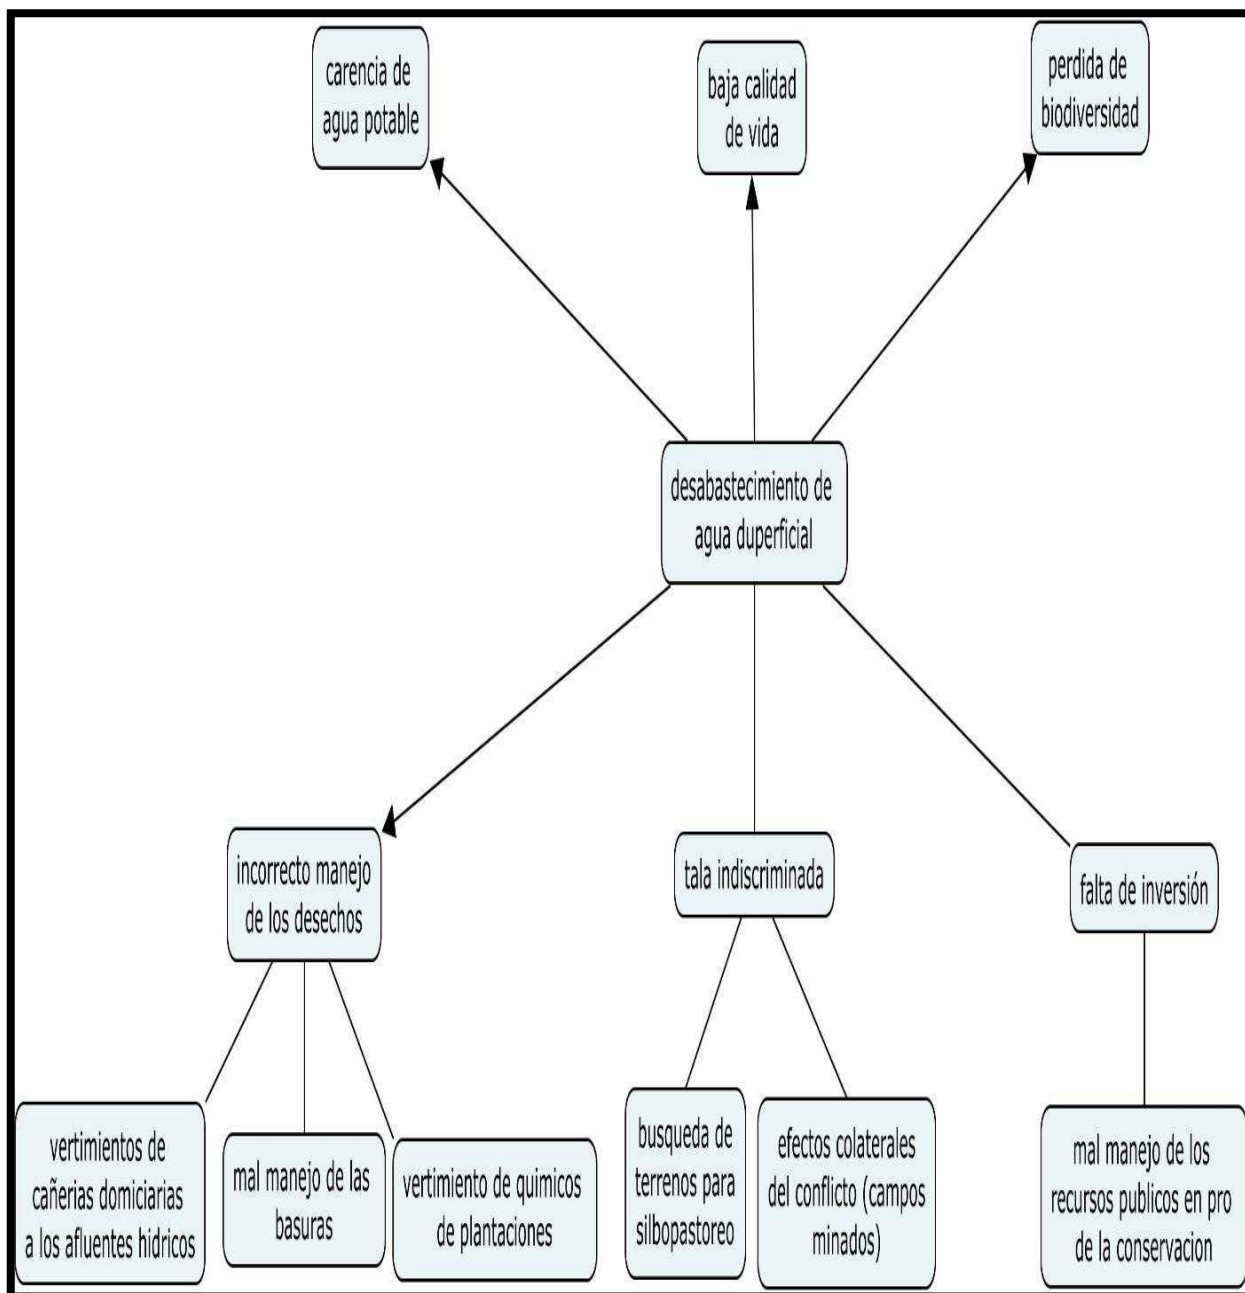 carencia de
agua potable
baja calidad
de vida
perdida de
biodiversidad
desabastecimiento de
agua duperficial
incorrecto manejo
de los desechos
tala indiscriminada
falta de inversión
vertimientos de
cañerias domiciarias
a los afluentes hidricos
mal manejo de las
basuras
vertimiento de quimicos
de plantaciones
busqueda de
terrenos para
silbopastoreo
efectos colaterales
del conflicto (campos
minados)
mal manejo de los
recursos publicos en pro
de la conservacion